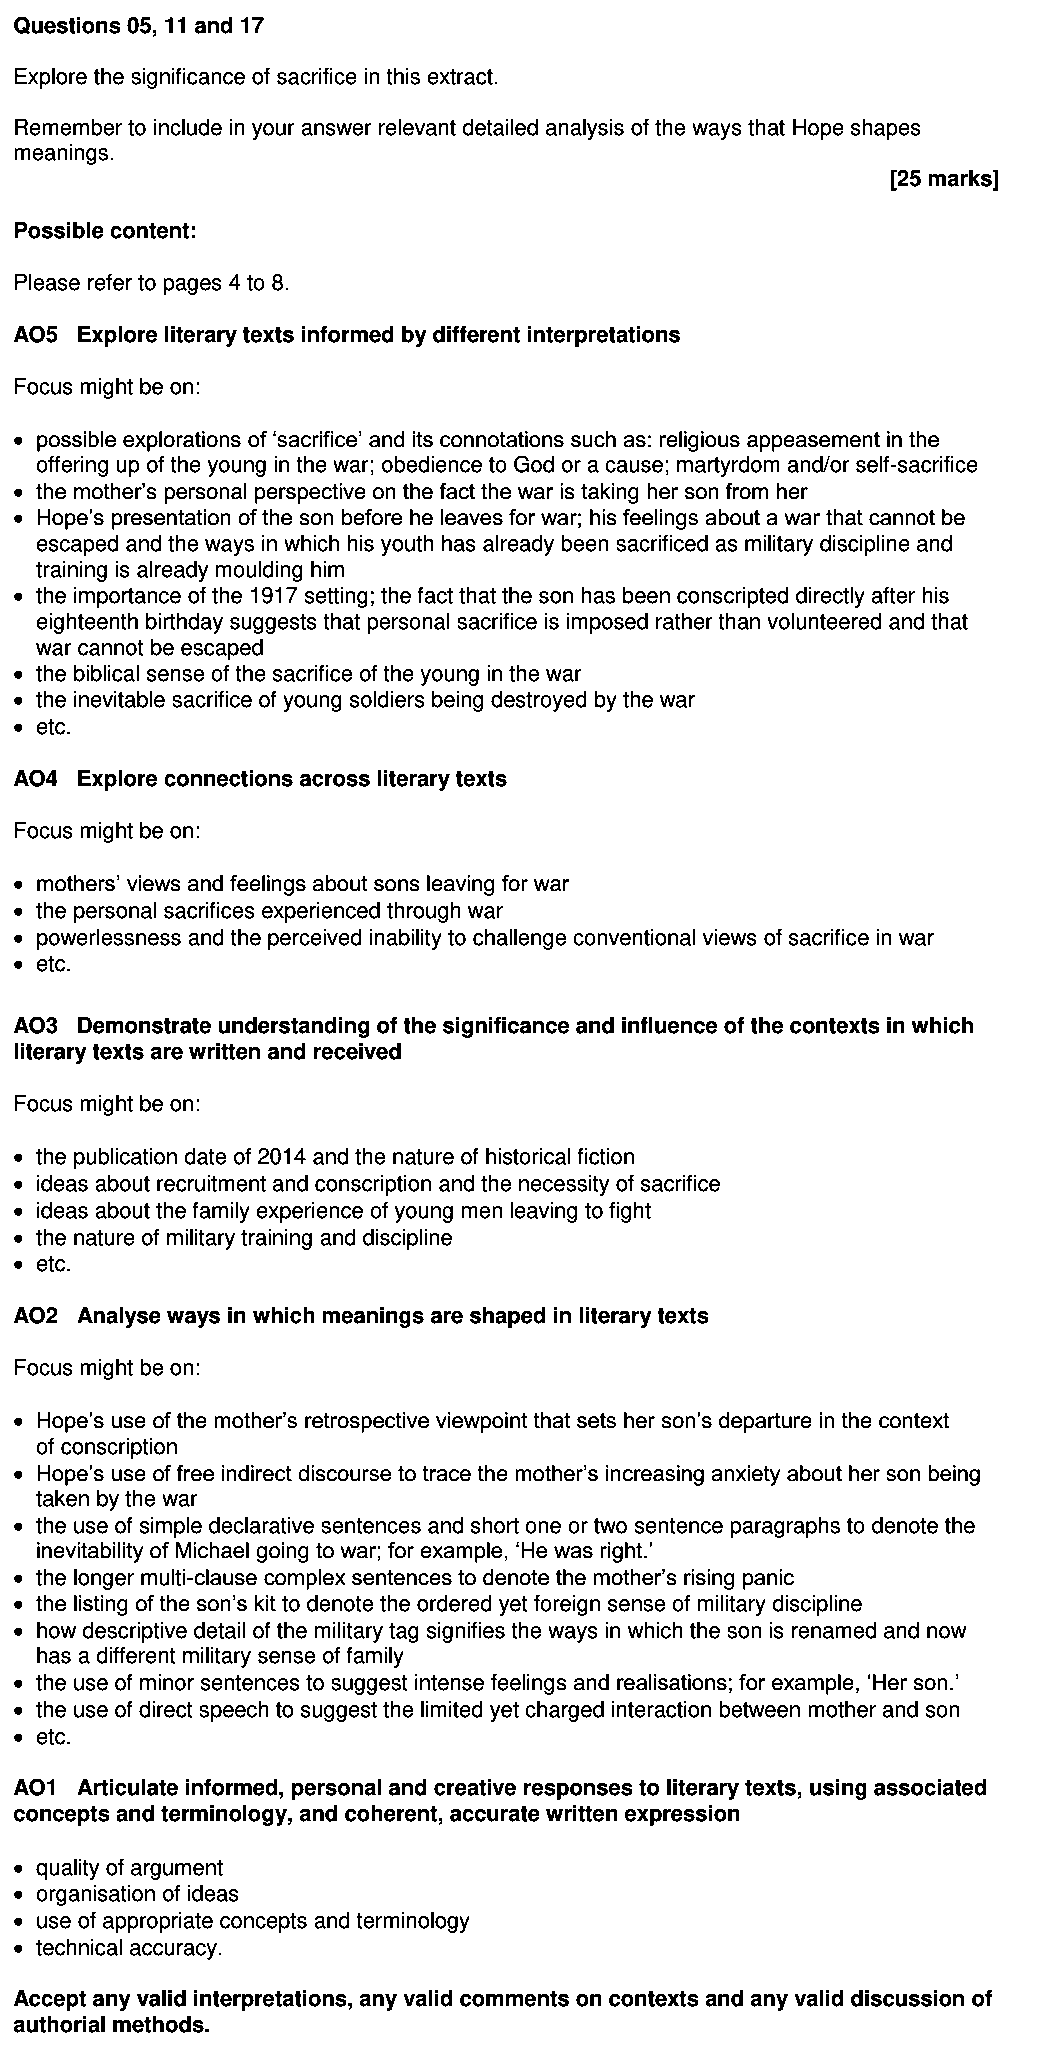 Questions 05, 11 and 17
Explore the significance of sacrifice in this extract.
Remember to include in your answer relevant detailed analysis of the ways that Hope shapes
meanings.
[25 marks]
Possible content:
Please refer to pages 4 to 8.
AO5 Explore literary texts informed by different interpretations
Focus might be on:
• possible explorations of ‘sacrifice’ and its connotations such as: religious appeasement in the
offering up of the young in the war; obedience to God or a cause; martyrdom and/or self-sacrifice
• the mother’s personal perspective on the fact the war is taking her son from her
• Hope’s presentation of the son before he leaves for war; his feelings about a war that cannot be
escaped and the ways in which his youth has already been sacrificed as military discipline and
training is already moulding him
• the importance of the 1917 setting; the fact that the son has been conscripted directly after his
eighteenth birthday suggests that personal sacrifice is imposed rather than volunteered and that
war cannot be escaped
• the biblical sense of the sacrifice of the young in the war
• the inevitable sacrifice of young soldiers being destroyed by the war
• etc.
AO4 Explore connections across literary texts
Focus might be on:
• mothers’ views and feelings about sons leaving for war
• the personal sacrifices experienced through war
• powerlessness and the perceived inability to challenge conventional views of sacrifice in war
• etc.
AO3 Demonstrate understanding of the significance and influence of the contexts in which
literary texts are written and received
Focus might be on:
• the publication date of 2014 and the nature of historical fiction
• ideas about recruitment and conscription and the necessity of sacrifice
• ideas about the family experience of young men leaving to fight
• the nature of military training and discipline
• etc.
AO2 Analyse ways in which meanings are shaped in literary texts
Focus might be on:
• Hope’s use of the mother’s retrospective viewpoint that sets her son’s departure in the context
of conscription
• Hope’s use of free indirect discourse to trace the mother’s increasing anxiety about her son being
taken by the war
• the use of simple declarative sentences and short one or two sentence paragraphs to denote the
inevitability of Michael going to war; for example, ‘He was right.’
• the longer multi-clause complex sentences to denote the mother’s rising panic
• the listing of the son’s kit to denote the ordered yet foreign sense of military discipline
• how descriptive detail of the military tag signifies the ways in which the son is renamed and now
has a different military sense of family
• the use of minor sentences to suggest intense feelings and realisations; for example, ‘Her son.’
• the use of direct speech to suggest the limited yet charged interaction between mother and son
• etc.
AO1 Articulate informed, personal and creative responses to literary texts, using associated
concepts and terminology, and coherent, accurate written expression
• quality of argument
• organisation of ideas
• use of appropriate concepts and terminology
• technical accuracy.
Accept any valid interpretations, any valid comments on contexts and any valid discussion of
authorial methods.